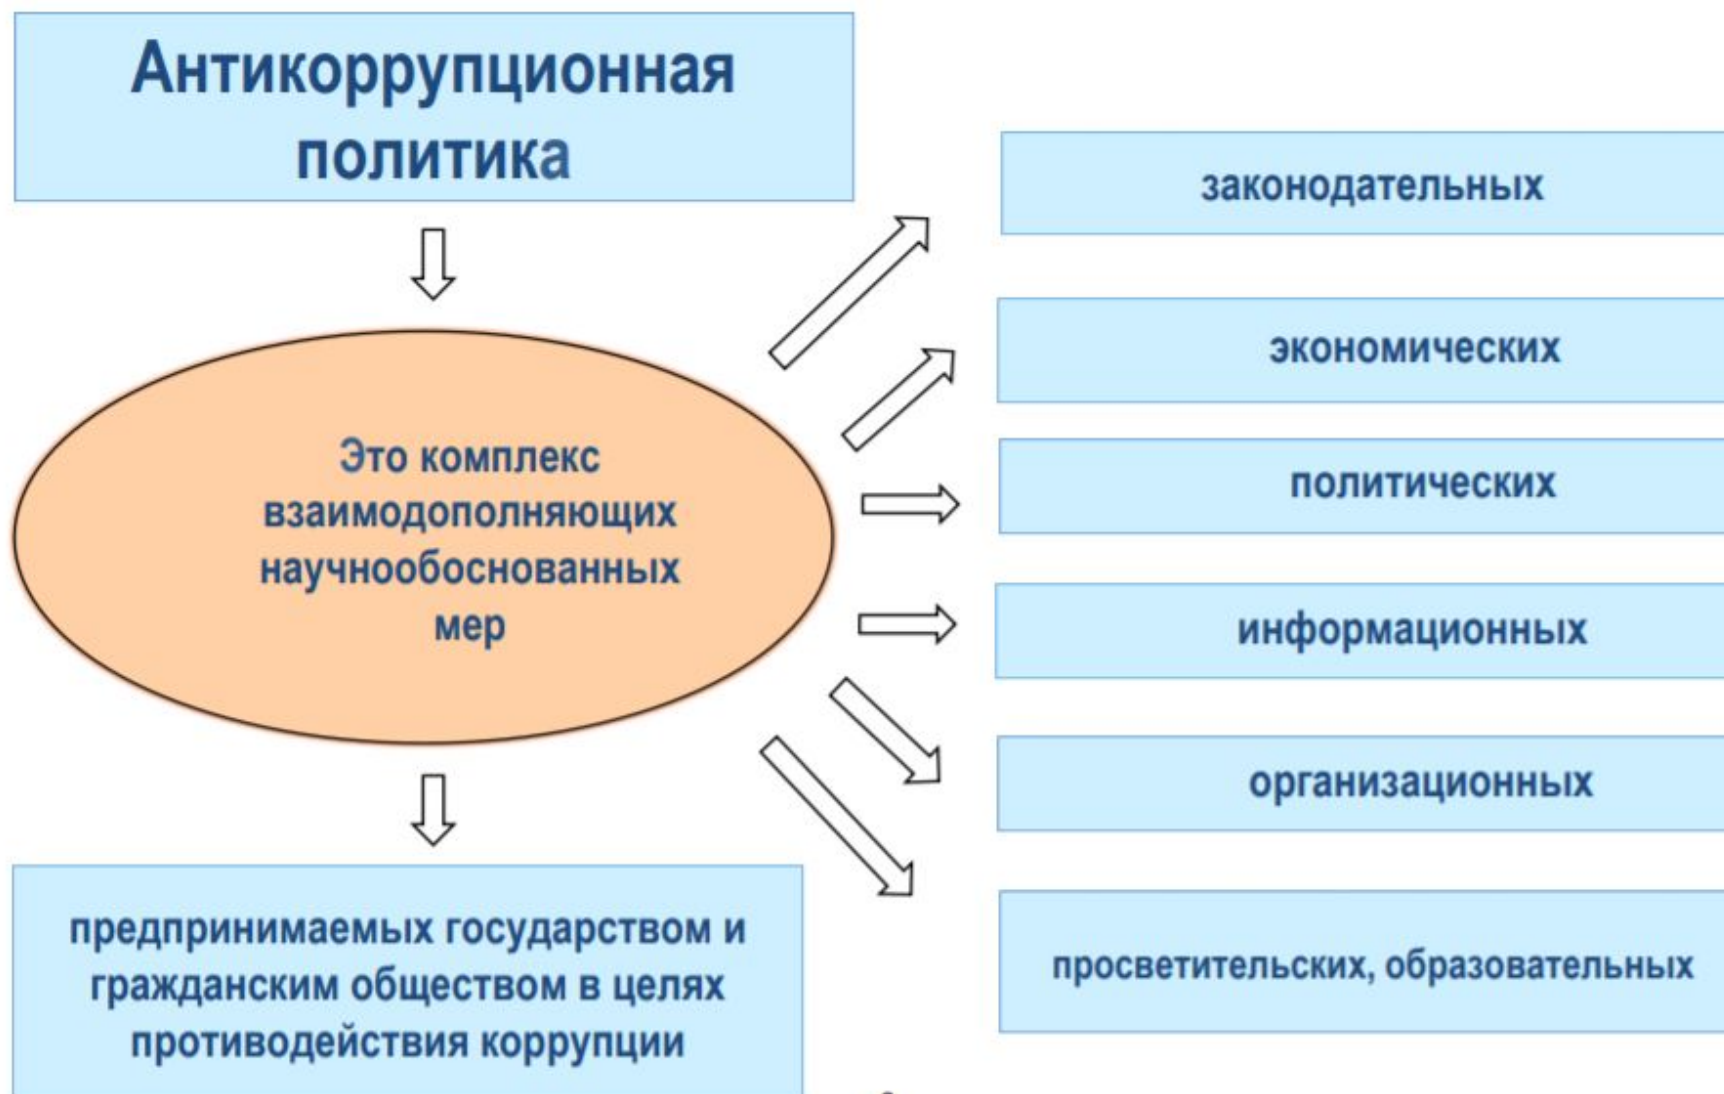 Антикоррупционная
политика
Это комплекс
взаимодополняющих
научнообоснованных
мер
предпринимаемых государством и
гражданским обществом в целях
противодействия коррупции
законодательных
экономических
политических
информационных
организационных
просветительских, образовательных